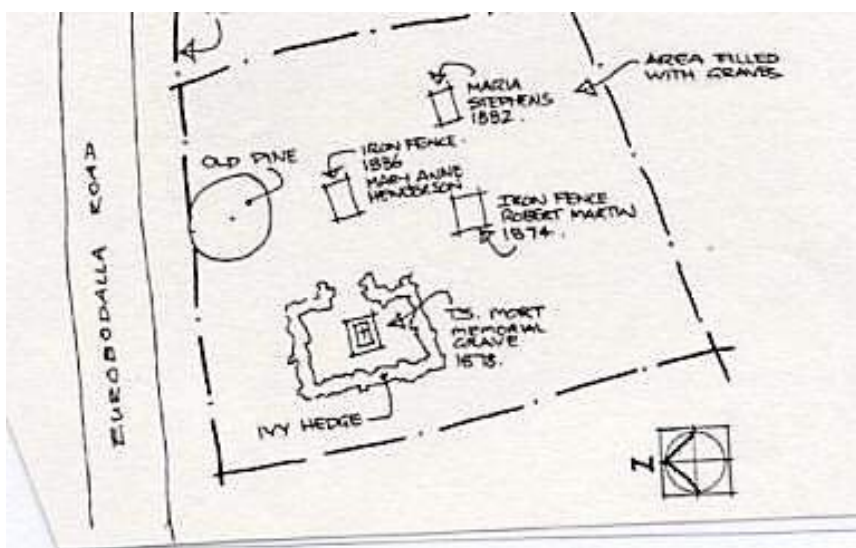 AREA FILLED
WITH GRAVES
MARIA
STEPHENS
1882.
IRON FENCE.
1886
MARY ANNE
HENDERSON
OLD PINE
IRON FENCE
ROBERT MARTIN
1874.
T.S. MORT
MEMORIAL
GRAVE
1878.
IVY HEDGE
EUROBODALLA ROAD
N